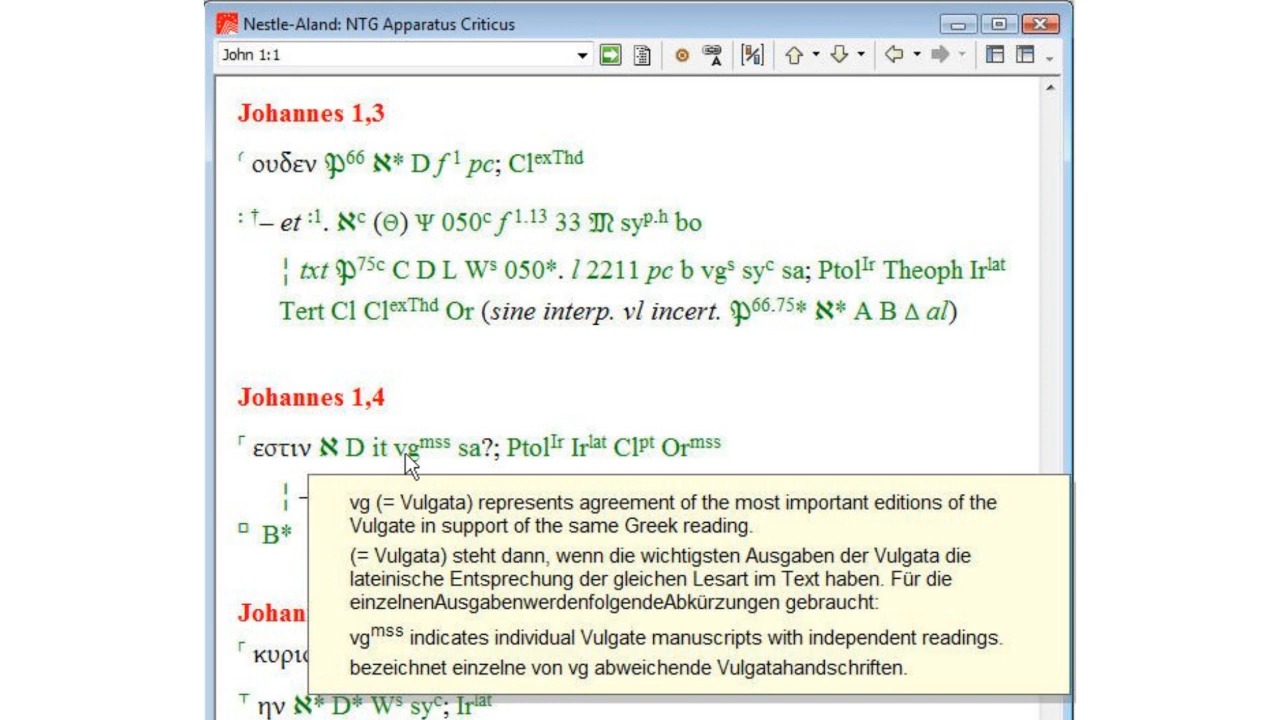 Nestle-Aland: NTG Apparatus Criticus
John 1:1
Johannes 1,3
⸂ ουδεν 𝔓66 ℵ* D f1 pc; ClexThd
: †– et :1. ℵc (Θ) Ψ 050c f1.13 33 𝔐 syp.h bo
¦ txt 𝔓75c C D L Ws 050*. l 2211 pc b vgs syc sa; PtolIr Theoph Irlat
Tert Cl ClexThd Or (sine interp. vl incert. 𝔓66.75* ℵ* A B Δ al)
Johannes 1,4
⸀ εστιν ℵ D it vgmss sa?; PtolIr Irlat Clpt Ormss
¦ –
□ B*
vg (= Vulgata) represents agreement of the most important editions of the
Vulgate in support of the same Greek reading.
(= Vulgata) steht dann, wenn die wichtigsten Ausgaben der Vulgata die
lateinische Entsprechung der gleichen Lesart im Text haben. Für die
einzelnenAusgabenwerdenfolgendeAbkürzungen gebraucht:
vgmss indicates individual Vulgate manuscripts with independent readings.
bezeichnet einzelne von vg abweichende Vulgatahandschriften.
Johan
⸀ κυριο
⸆ ην ℵ* D* Ws syc; Irlat